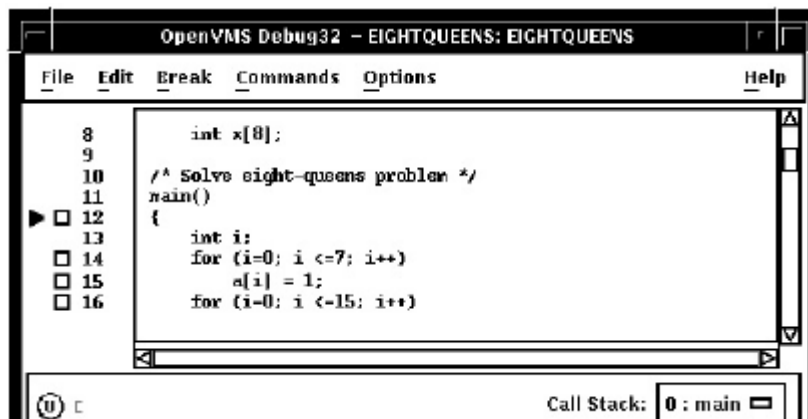 OpenVMS Debug32 – EIGHTQUEENS: EIGHTQUEENS
File Edit Break Commands Options Help
8 int x[8];
9
10 /* Solve eight-queens problem */
11 main()
12 {
13 int i;
14 for (i=0; i <=7; i++)
15 a[i] = 1;
16 for (i=0; i <=15; i++)
Call Stack: 0 : main